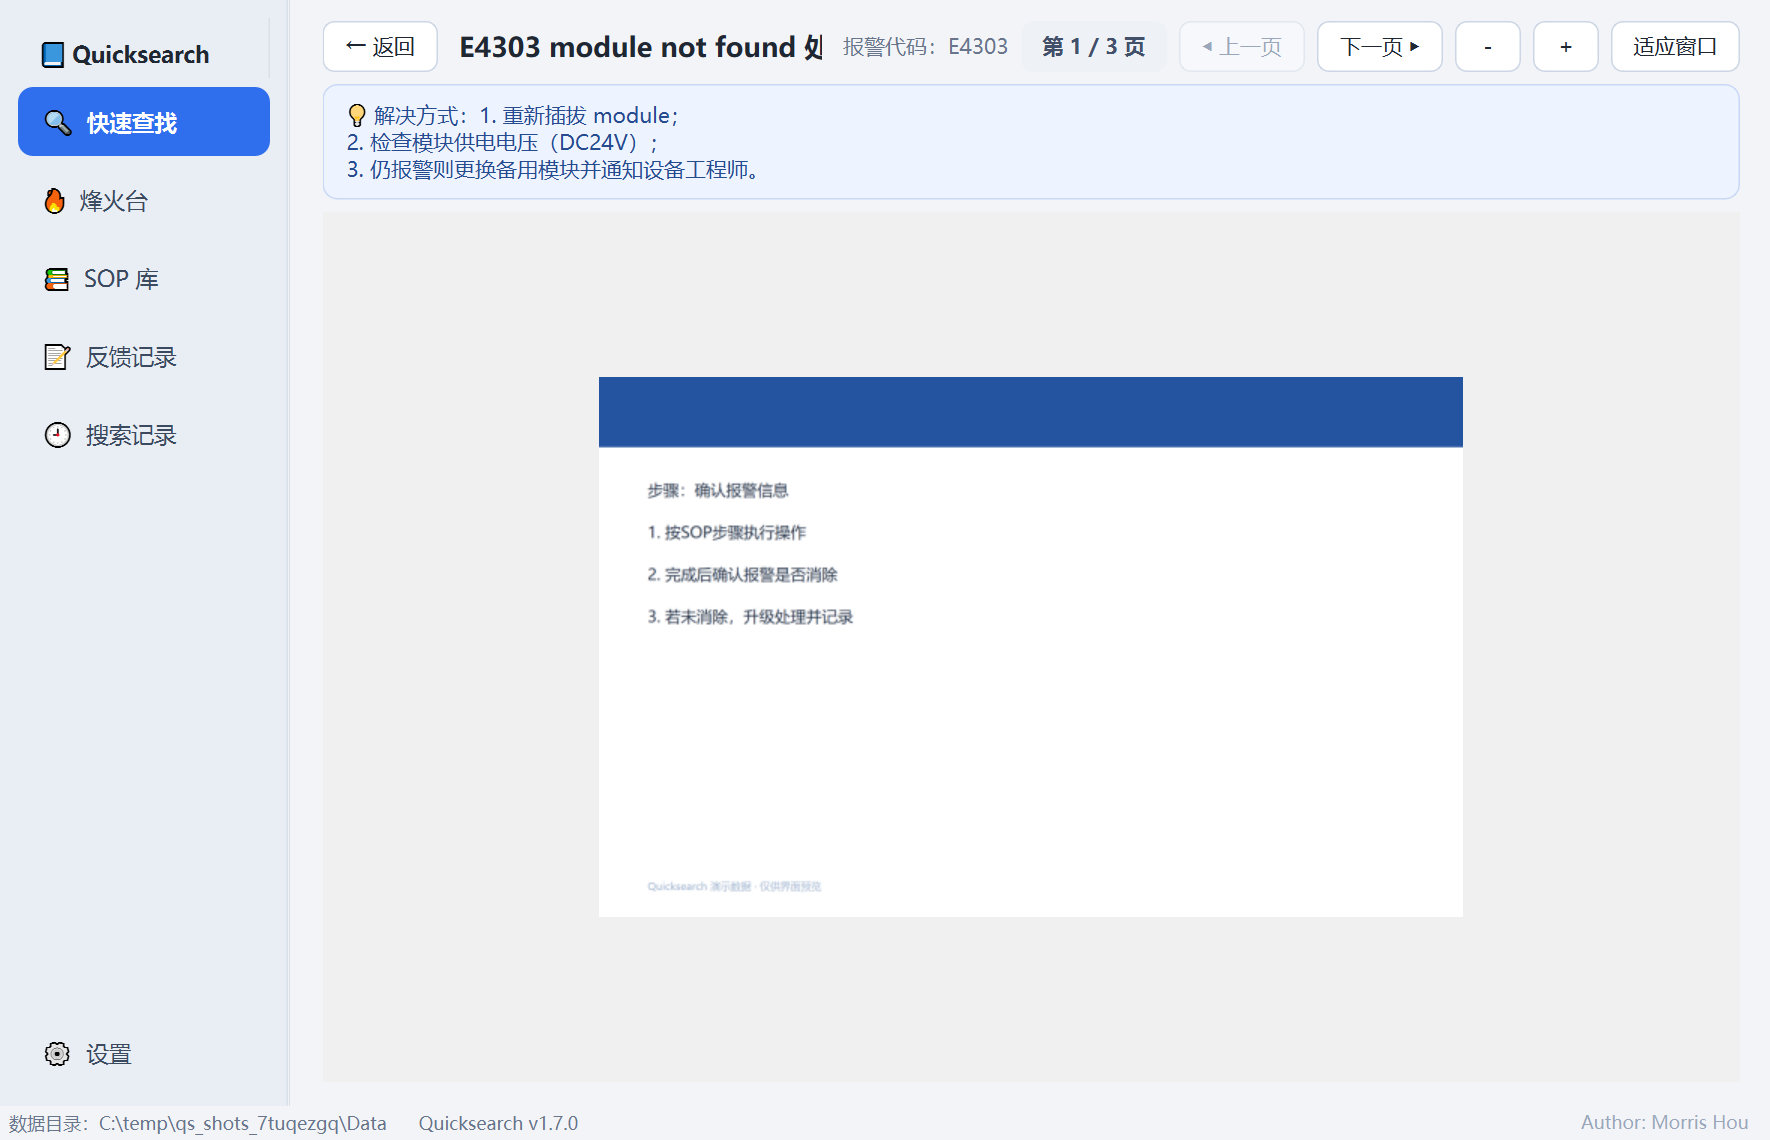 Quicksearch
快速查找
烽火台
SOP 库
反馈记录
搜索记录
设置
← 返回
E4303 module not found
报警代码：E4303
第 1 / 3 页
◂ 上一页
下一页 ▸
-
+
适应窗口
解决方式：1. 重新插拔 module；
2. 检查模块供电电压（DC24V）；
3. 仍报警则更换备用模块并通知设备工程师。
步骤：确认报警信息
1. 按SOP步骤执行操作
2. 完成后确认报警是否消除
3. 若未消除，升级处理并记录
Quicksearch 演示数据 · 仅供界面预览
数据目录：C:\temp\qs_shots_7tuqezgq\Data
Quicksearch v1.7.0
Author: Morris Hou